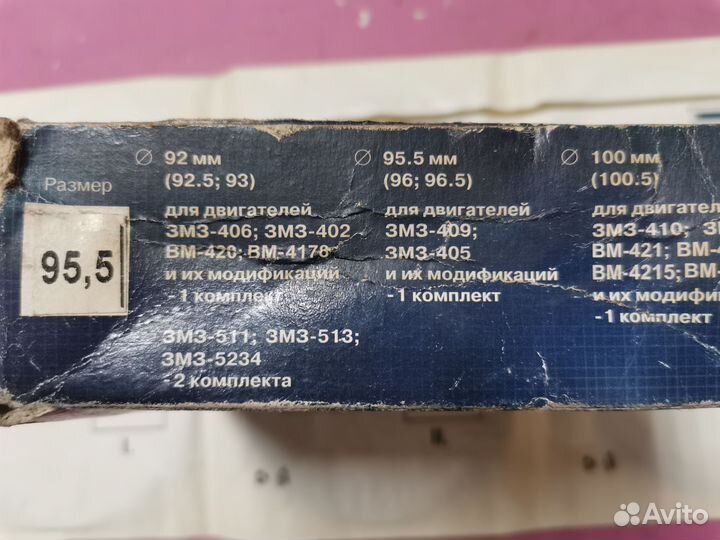 Размер
95,5
∅ 92 мм
(92.5; 93)
для двигателей
ЗМЗ-406; ЗМЗ-402
ВМ-420; ВМ-4178
и их модификаций
-1 комплект
ЗМЗ-511; ЗМЗ-513;
ЗМЗ-5234
-2 комплекта
∅ 95.5 мм
(96; 96.5)
для двигателей
ЗМЗ-409;
ЗМЗ-405
и их модификаций
-1 комплект
∅ 100 мм
(100.5)
для двигател
ЗМЗ-410;
ВМ-421;
ВМ-4215;
и их модифи
-1 комплект
Avito